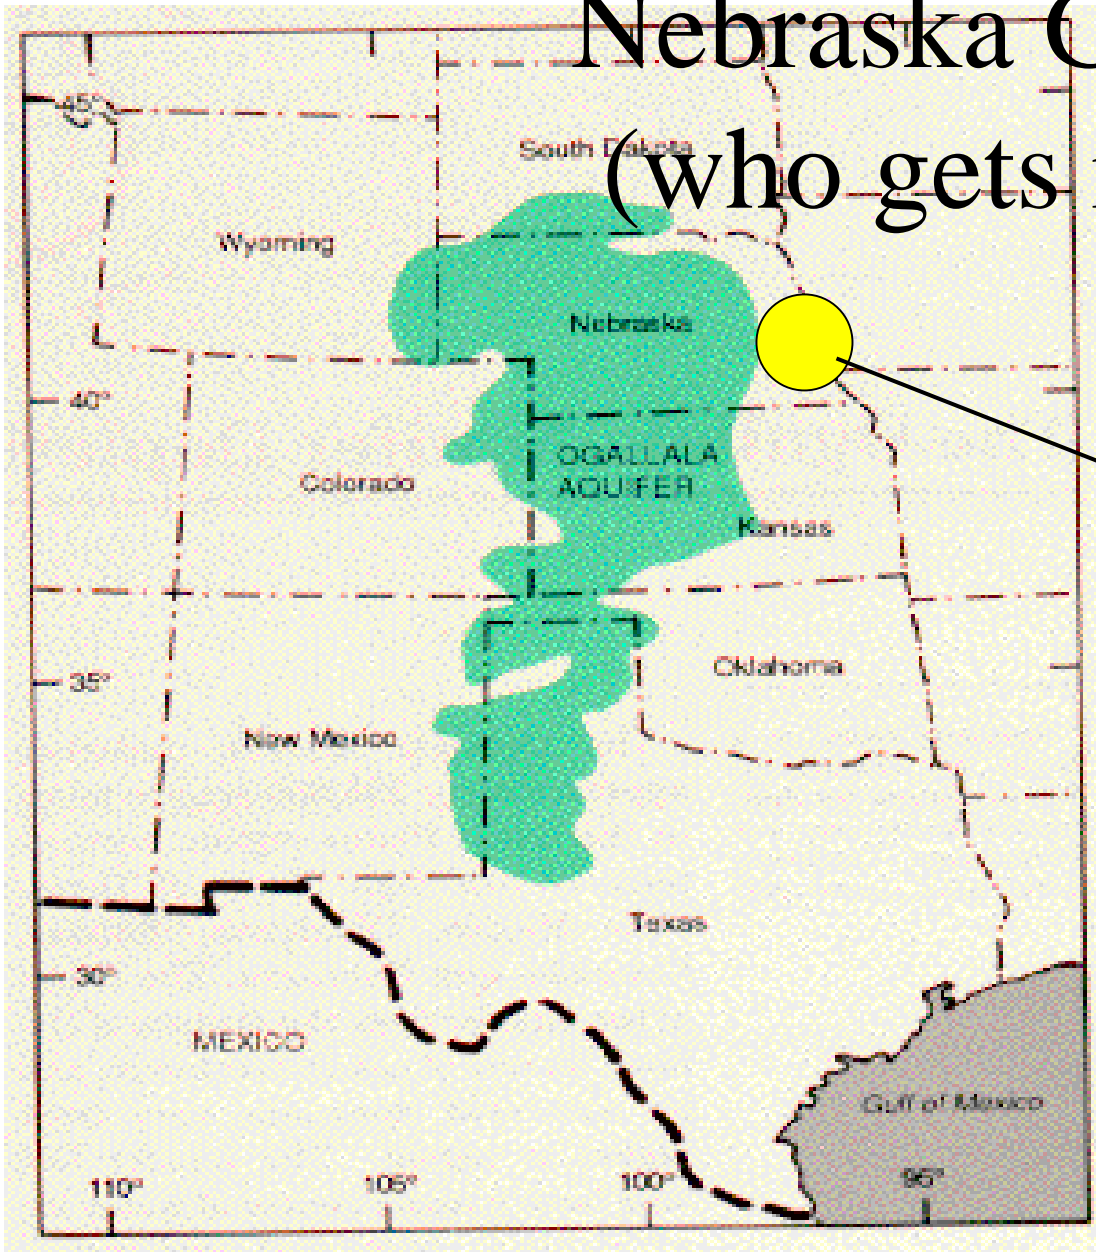 Nebraska
(who gets
45°
South Dakota
Wyoming
Nebraska
40°
OGALLALA
AQUIFER
Colorado
Kansas
35°
Oklahoma
New Mexico
Texas
30°
MEXICO
Gulf of Mexico
110°
105°
100°
95°